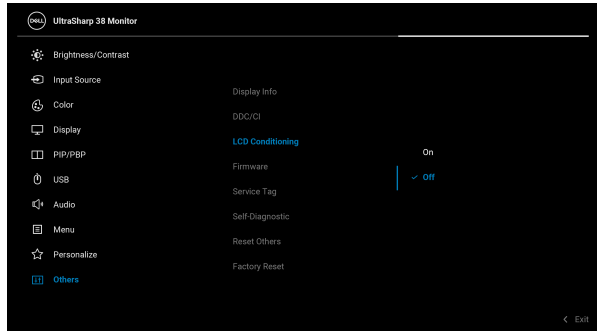 DELL UltraSharp 38 Monitor
Brightness/Contrast
Input Source
Color
Display
PIP/PBP
USB
Audio
Menu
Personalize
Others
Display Info
DDC/CI
LCD Conditioning
Firmware
Service Tag
Self-Diagnostic
Reset Others
Factory Reset
On
Off
Exit